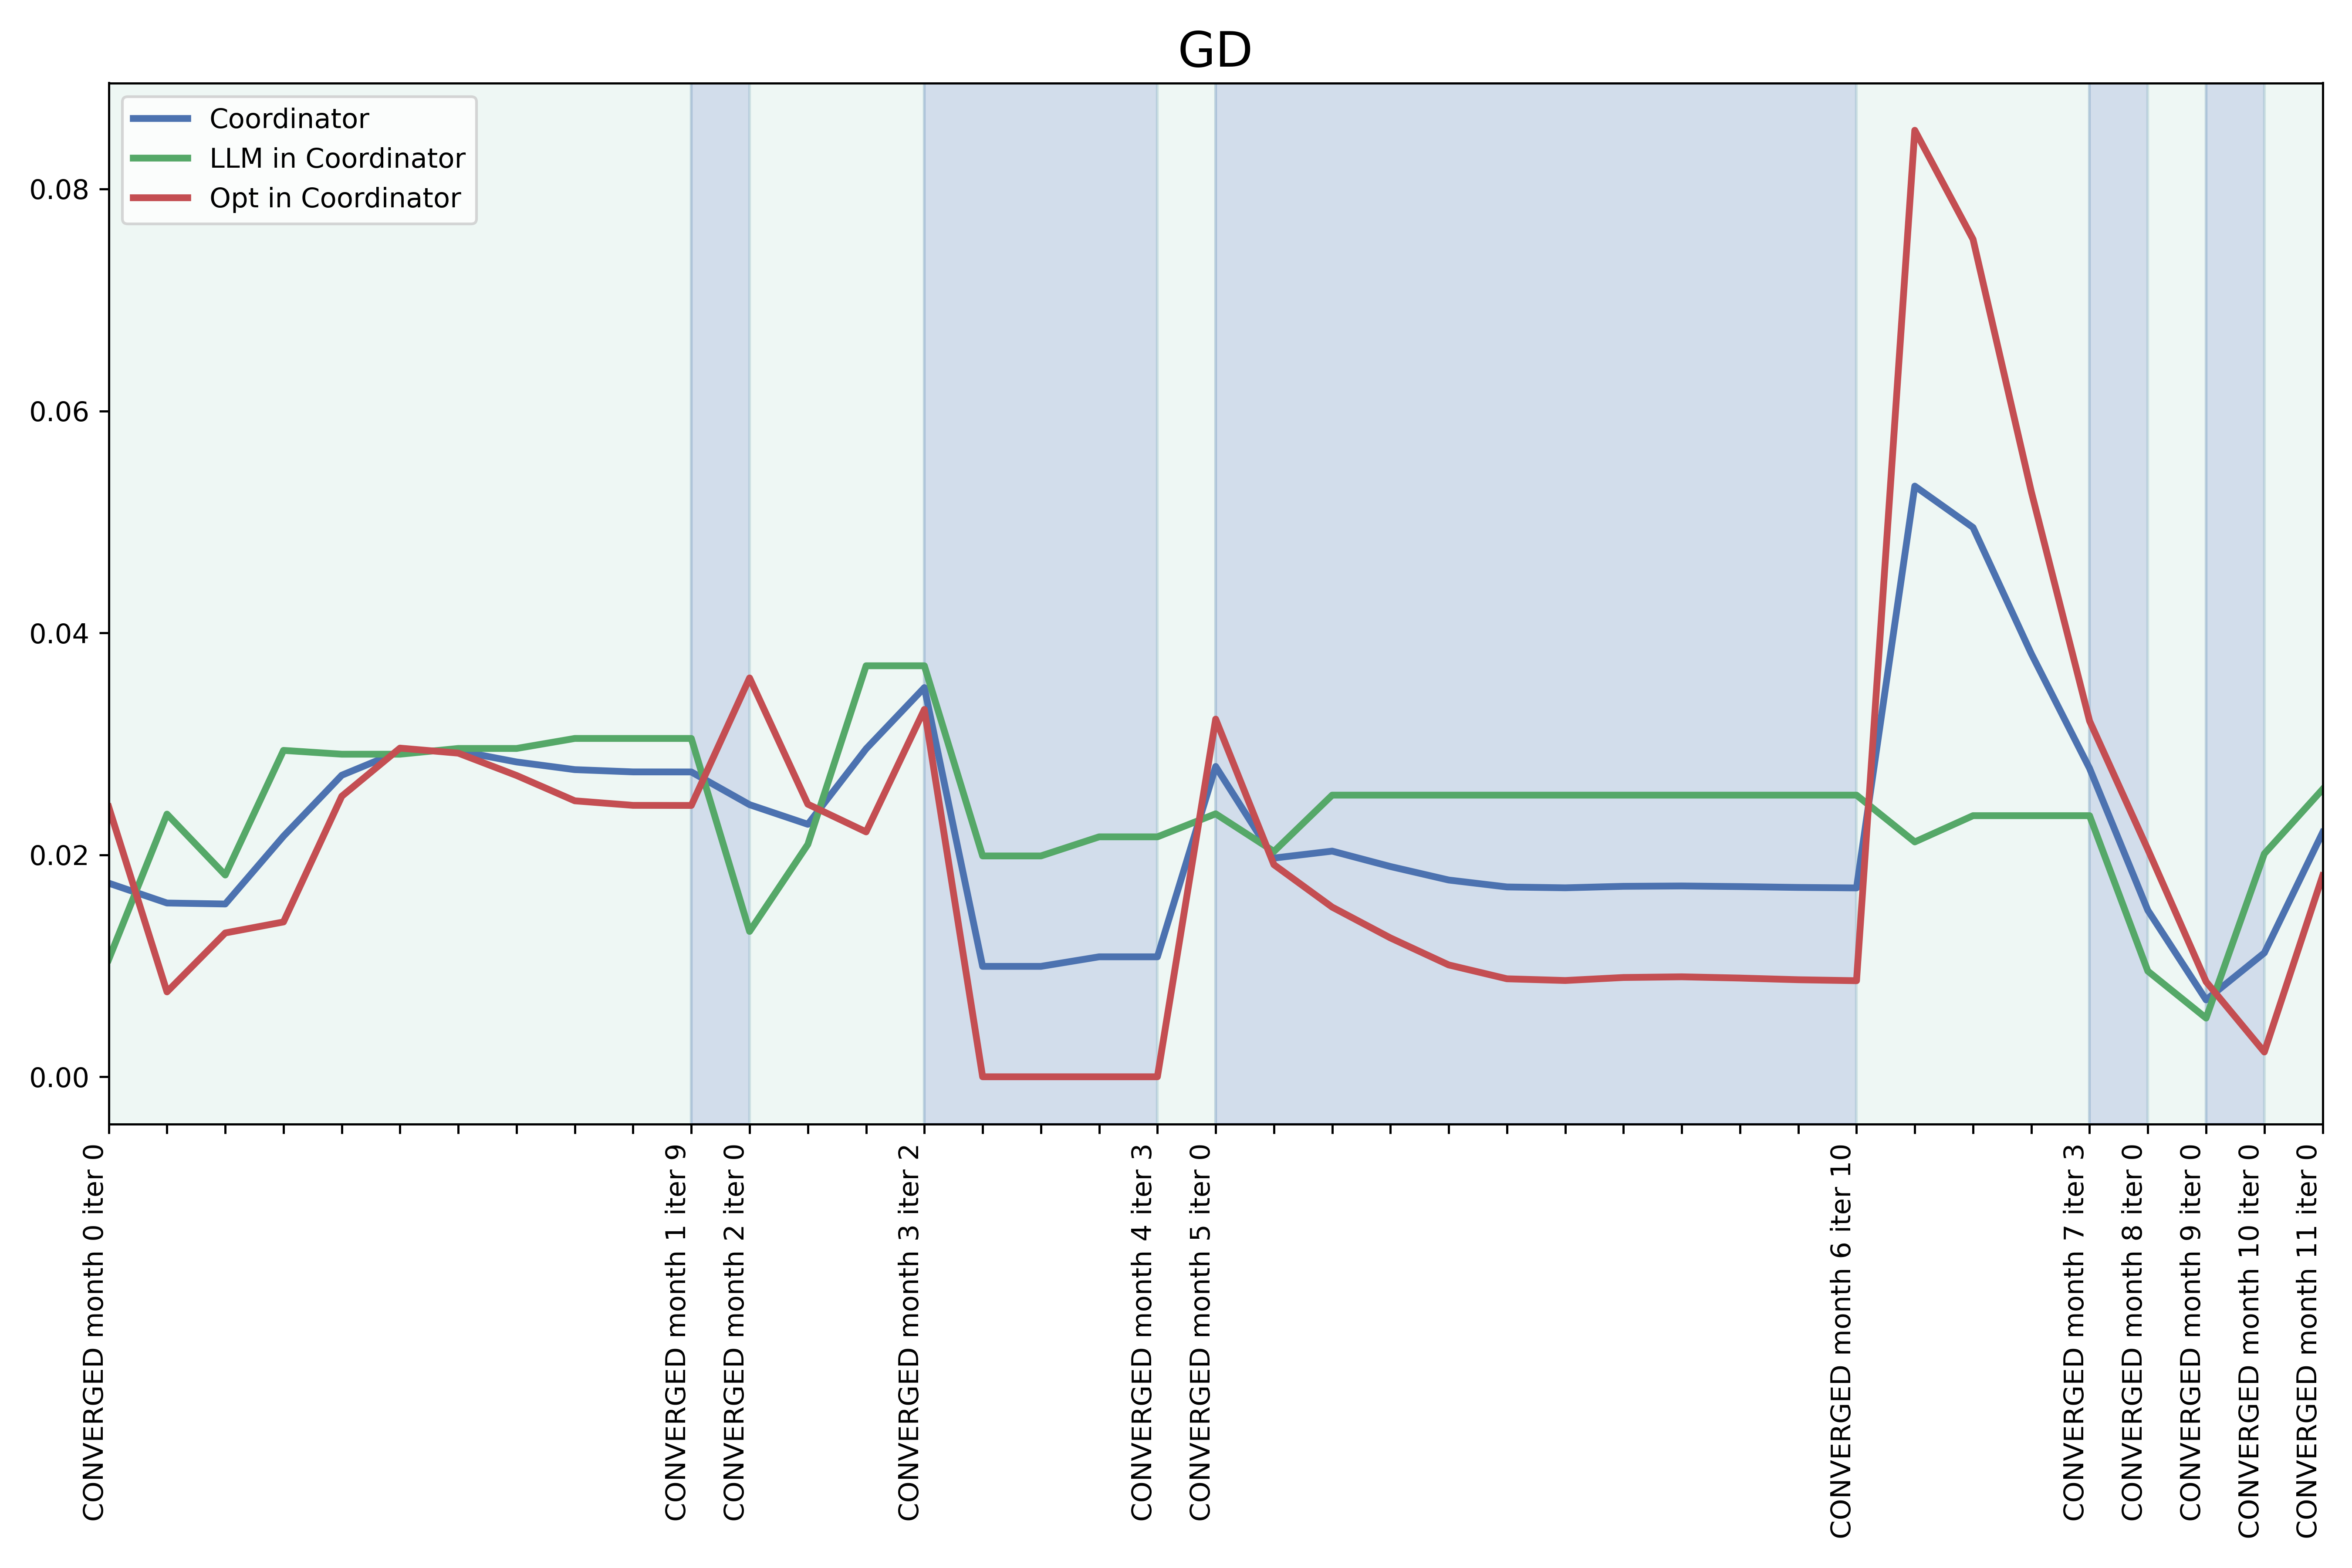 GD
Coordinator
LLM in Coordinator
Opt in Coordinator
0.08
0.06
0.04
0.02
0.00
CONVERGED month 0 iter 0
CONVERGED month 1 iter 9
CONVERGED month 2 iter 0
CONVERGED month 3 iter 2
CONVERGED month 4 iter 3
CONVERGED month 5 iter 0
CONVERGED month 6 iter 10
CONVERGED month 7 iter 3
CONVERGED month 8 iter 0
CONVERGED month 9 iter 0
CONVERGED month 10 iter 0
CONVERGED month 11 iter 0